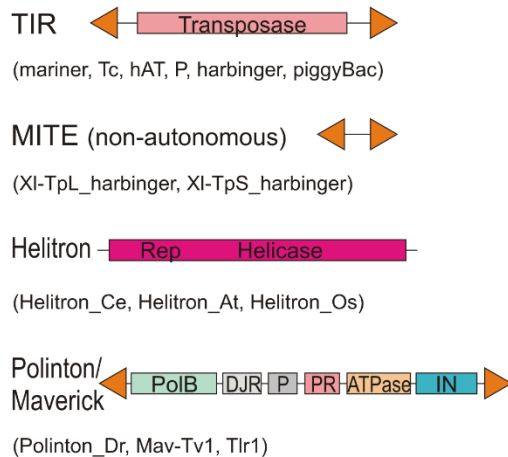 TIR Transposase
(mariner, Tc, hAT, P, harbinger, piggyBac)
MITE (non-autonomous)
(Xl-TpL_harbinger, Xl-TpS_harbinger)
Helitron Rep Helicase
(Helitron_Ce, Helitron_At, Helitron_Os)
Polinton/
Maverick PolB DJR P PR ATPase IN
(Polinton_Dr, Mav-Tv1, Tlr1)